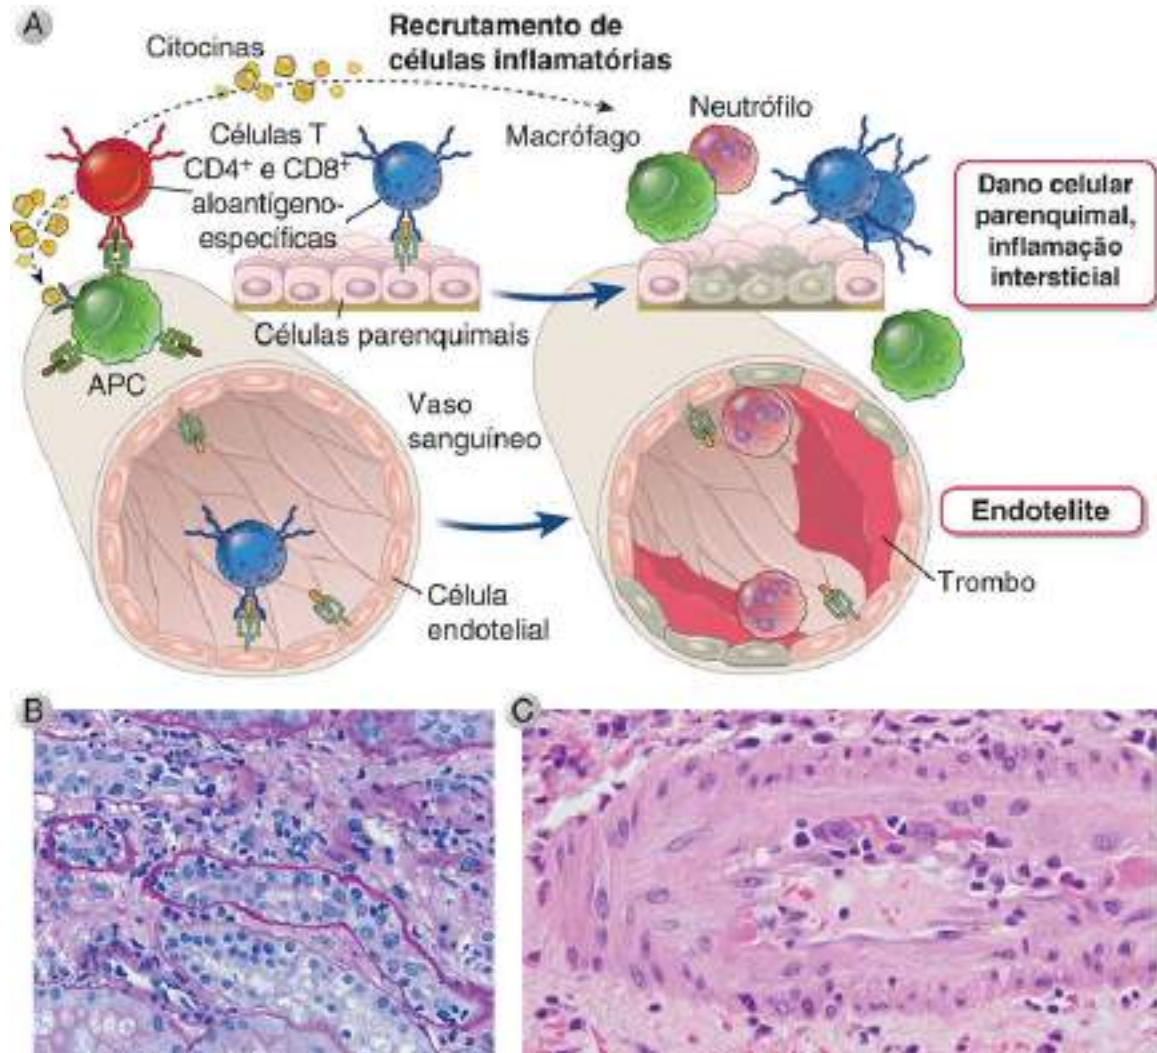 A
Citocinas
Recrutamento de
células inflamatórias
Células T
CD4+ e CD8+
aloantígeno-
específicas
Macrófago
Neutrófilo
Dano celular
parenquimal,
inflamação
intersticial
Células parenquimais
APC
Vaso
sanguíneo
Célula
endotelial
Endotelite
Trombo
B
C